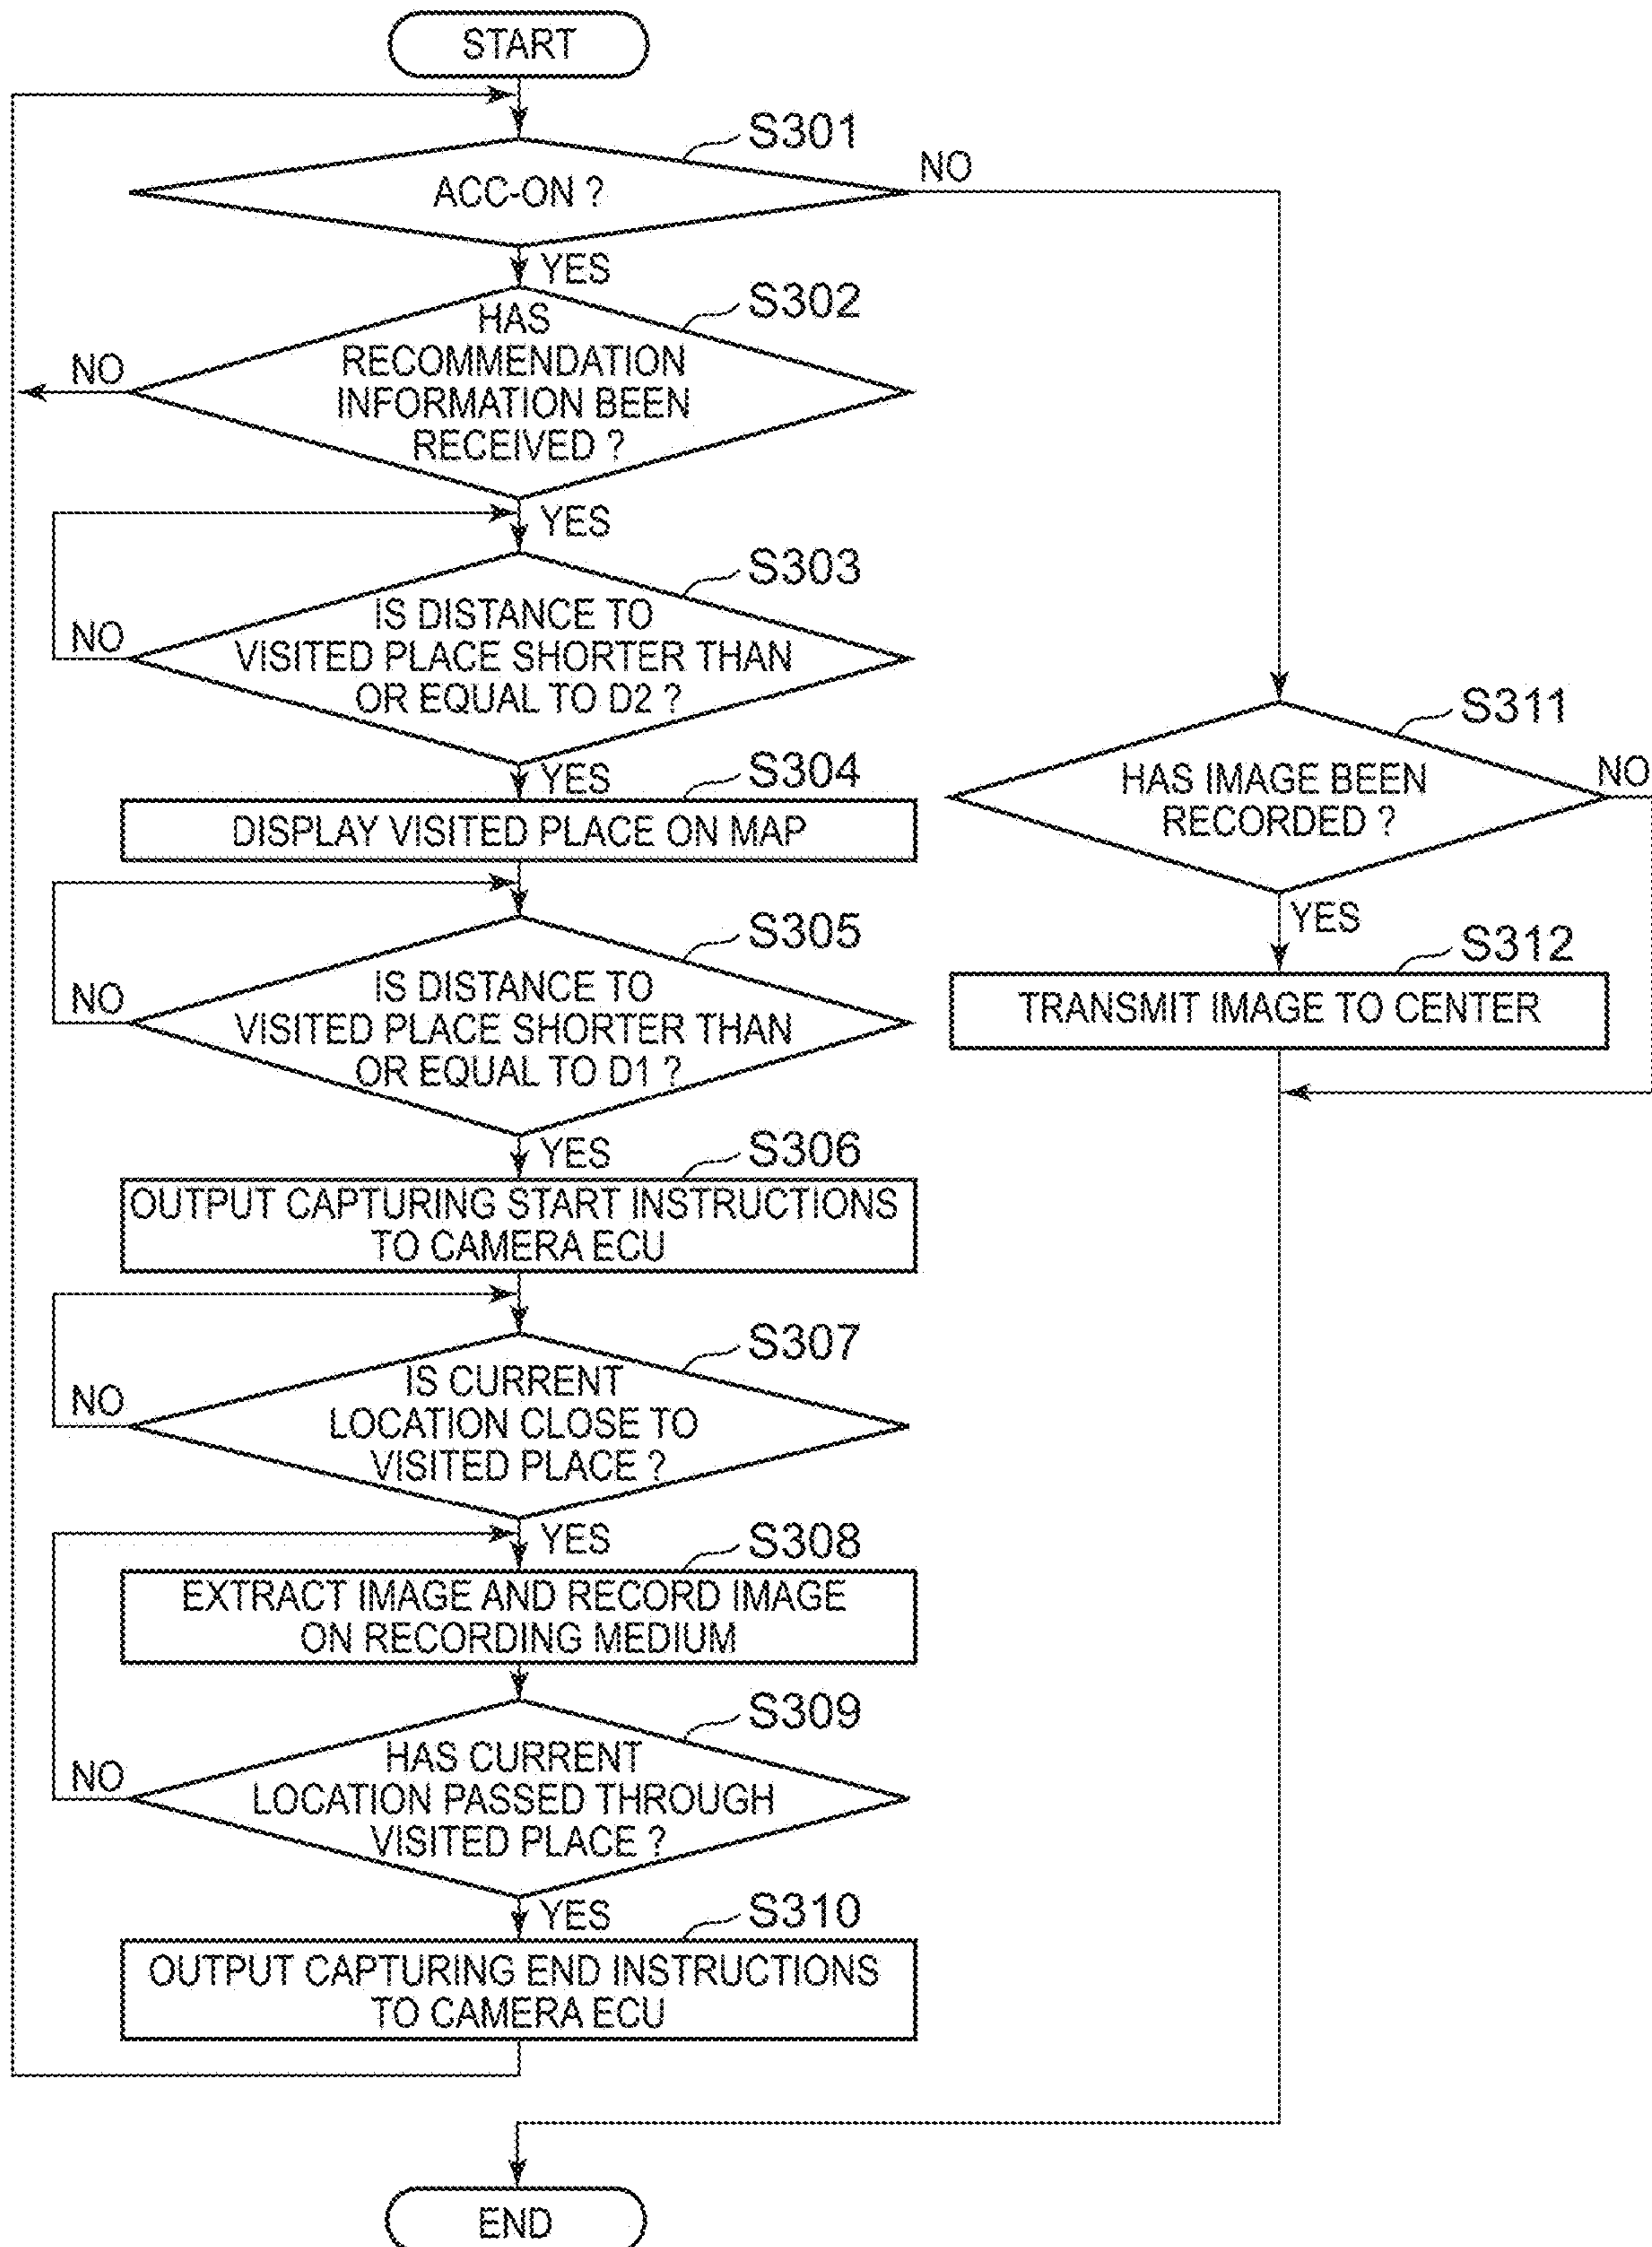 START
S301
ACC-ON ?
NO
YES
S302
HAS
RECOMMENDATION
INFORMATION BEEN
RECEIVED ?
NO
YES
S303
IS DISTANCE TO
VISITED PLACE SHORTER THAN
OR EQUAL TO D2 ?
NO
YES
S304
DISPLAY VISITED PLACE ON MAP
S305
IS DISTANCE TO
VISITED PLACE SHORTER THAN
OR EQUAL TO D1 ?
NO
YES
S306
OUTPUT CAPTURING START INSTRUCTIONS
TO CAMERA ECU
S307
IS CURRENT
LOCATION CLOSE TO
VISITED PLACE ?
NO
YES
S308
EXTRACT IMAGE AND RECORD IMAGE
ON RECORDING MEDIUM
S309
HAS CURRENT
LOCATION PASSED THROUGH
VISITED PLACE ?
NO
YES
S310
OUTPUT CAPTURING END INSTRUCTIONS
TO CAMERA ECU
S311
HAS IMAGE BEEN
RECORDED ?
NO
YES
S312
TRANSMIT IMAGE TO CENTER
END